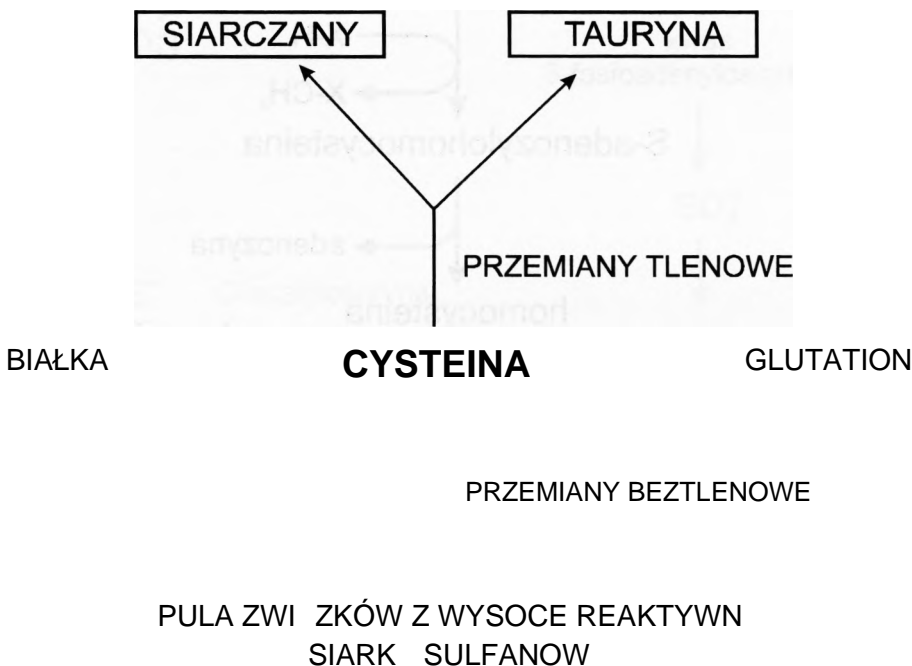 SIARCZANY TAURYNA
PRZEMIANY TLENOWE
BIAŁKA CYSTEINA GLUTATION
PRZEMIANY BEZTLENOWE
PULA ZWI ZKÓW Z WYSOCE REAKTYWN
SIARK SULFANOW